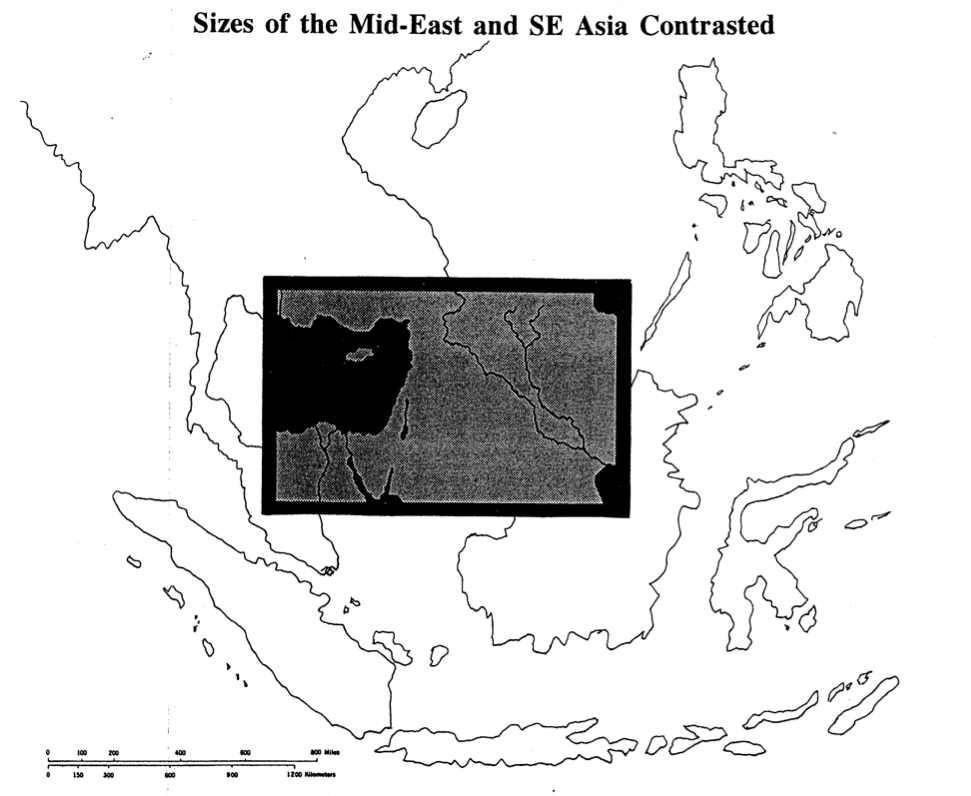 Sizes of the Mid-East and SE Asia Contrasted
0 100 200 400 600 800 Miles
0 150 300 600 900 1200 Kilometers